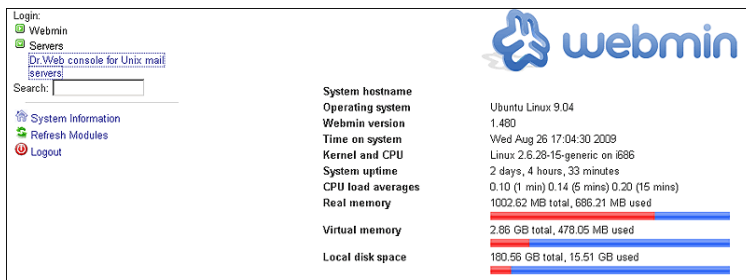 Login:
Webmin
Servers
Dr.Web console for Unix mail
servers
Search:
System Information
Refresh Modules
Logout
webmin
System hostname
Operating system Ubuntu Linux 9.04
Webmin version 1.480
Time on system Wed Aug 26 17:04:30 2009
Kernel and CPU Linux 2.6.28-15-generic on i686
System uptime 2 days, 4 hours, 33 minutes
CPU load averages 0.10 (1 min) 0.14 (5 mins) 0.20 (15 mins)
Real memory 1002.62 MB total, 686.21 MB used
Virtual memory 2.86 GB total, 478.05 MB used
Local disk space 180.56 GB total, 15.51 GB used